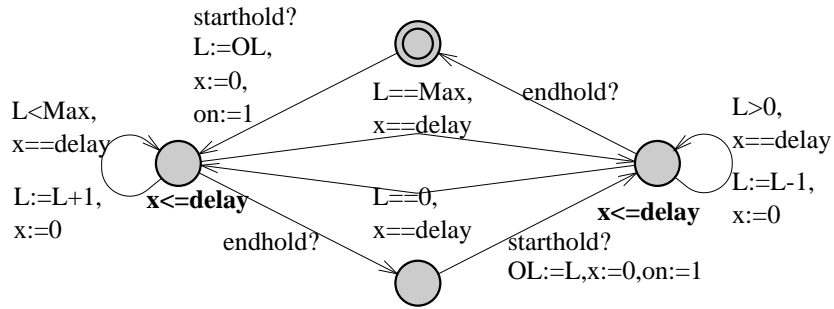 starthold?
L:=OL,
x:=0,
on:=1
L==Max,
x==delay
endhold?
L<Max,
x==delay
L:=L+1,
x:=0
x<=delay
L>0,
x==delay
L:=L-1,
x:=0
x<=delay
L==0,
x==delay
endhold?
starthold?
OL:=L,x:=0,on:=1